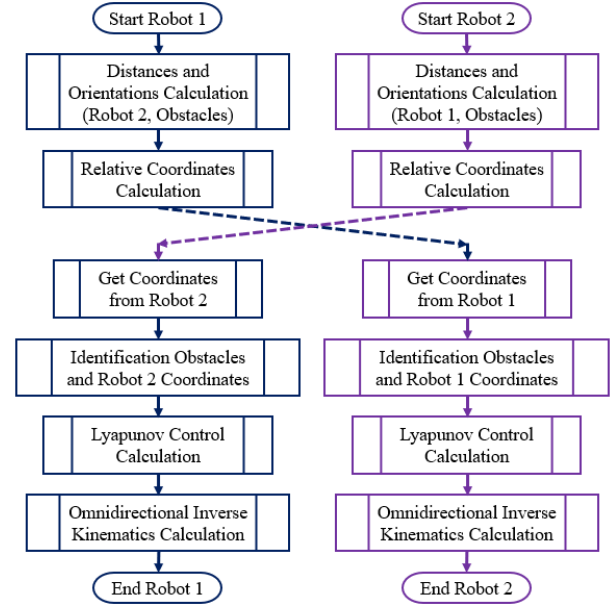 Start Robot 1
Distances and
Orientations Calculation
(Robot 2, Obstacles)
Relative Coordinates
Calculation
Get Coordinates
from Robot 2
Identification Obstacles
and Robot 2 Coordinates
Lyapunov Control
Calculation
Omnidirectional Inverse
Kinematics Calculation
End Robot 1
Start Robot 2
Distances and
Orientations Calculation
(Robot 1, Obstacles)
Relative Coordinates
Calculation
Get Coordinates
from Robot 1
Identification Obstacles
and Robot 1 Coordinates
Lyapunov Control
Calculation
Omnidirectional Inverse
Kinematics Calculation
End Robot 2